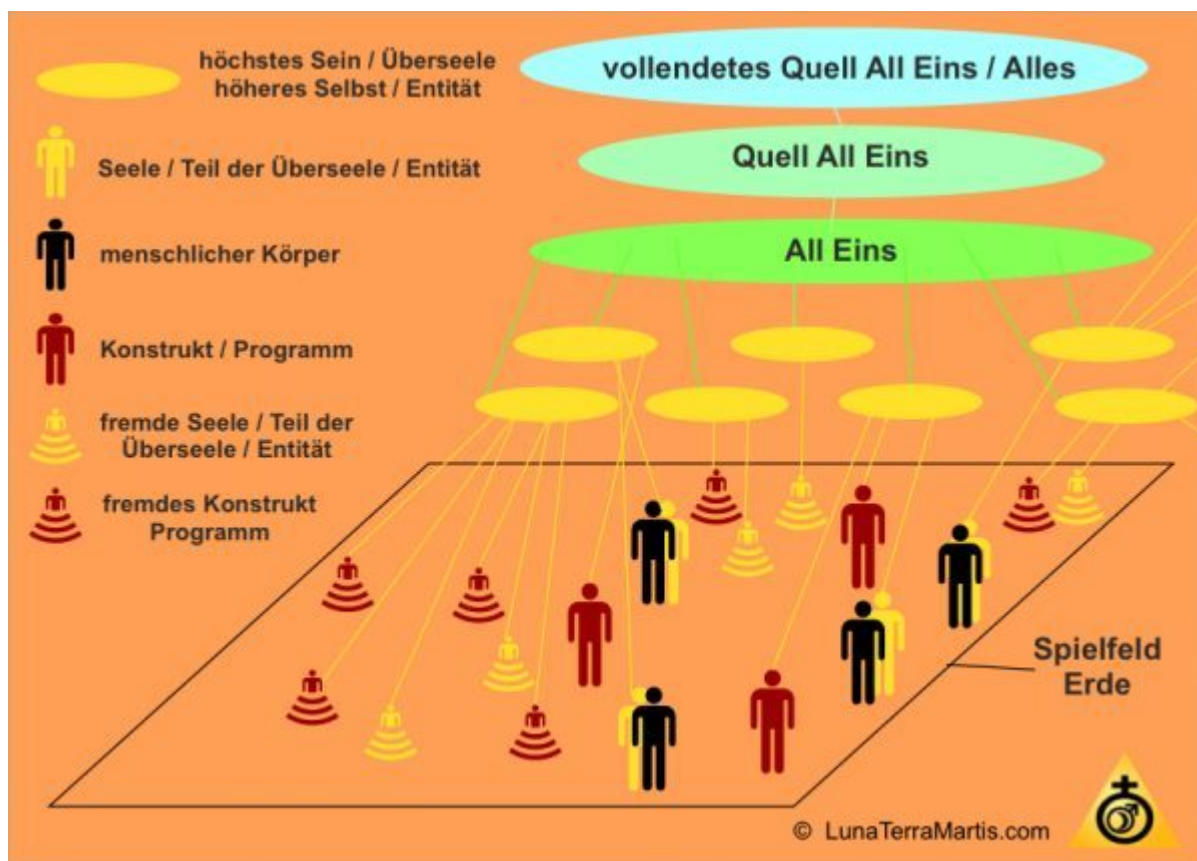 höchstes Sein / Überseele
höheres Selbst / Entität
Seele / Teil der Überseele / Entität
menschlicher Körper
Konstrukt / Programm
fremde Seele / Teil der
Überseele / Entität
fremdes Konstrukt
Programm
vollendetes Quell All Eins / Alles
Quell All Eins
All Eins
Spielfeld
Erde
© LunaTerraMartis.com